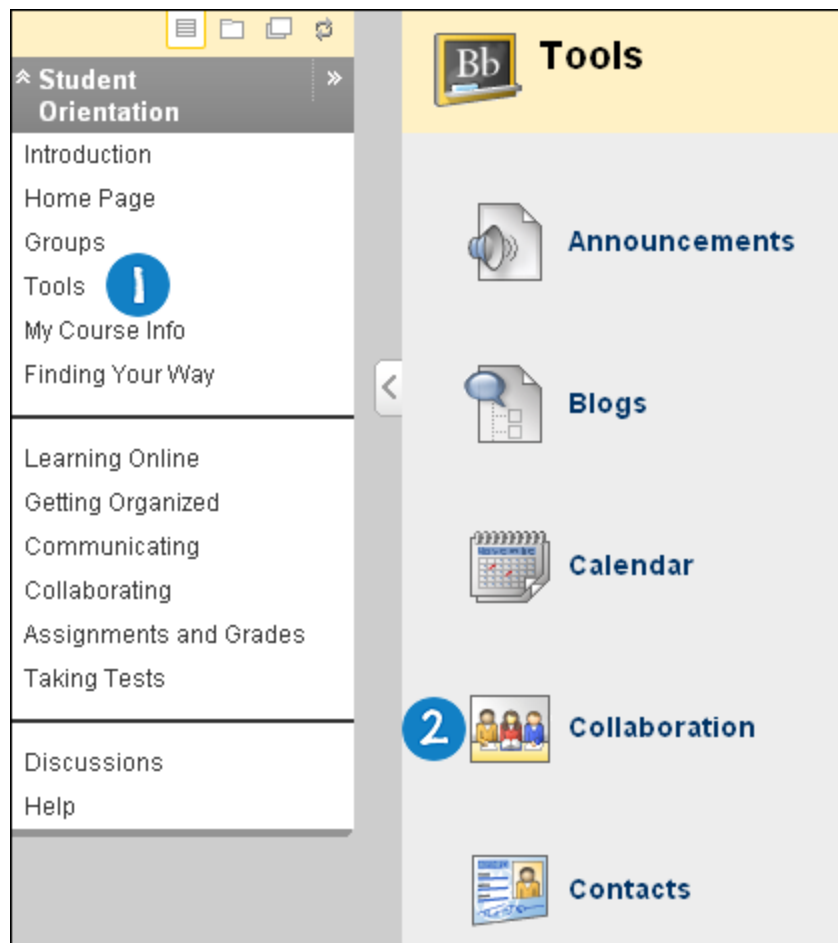 Student
Orientation
Introduction
Home Page
Groups
Tools 1
My Course Info
Finding Your Way
Learning Online
Getting Organized
Communicating
Collaborating
Assignments and Grades
Taking Tests
Discussions
Help
Bb Tools
Announcements
Blogs
Calendar
2 Collaboration
Contacts